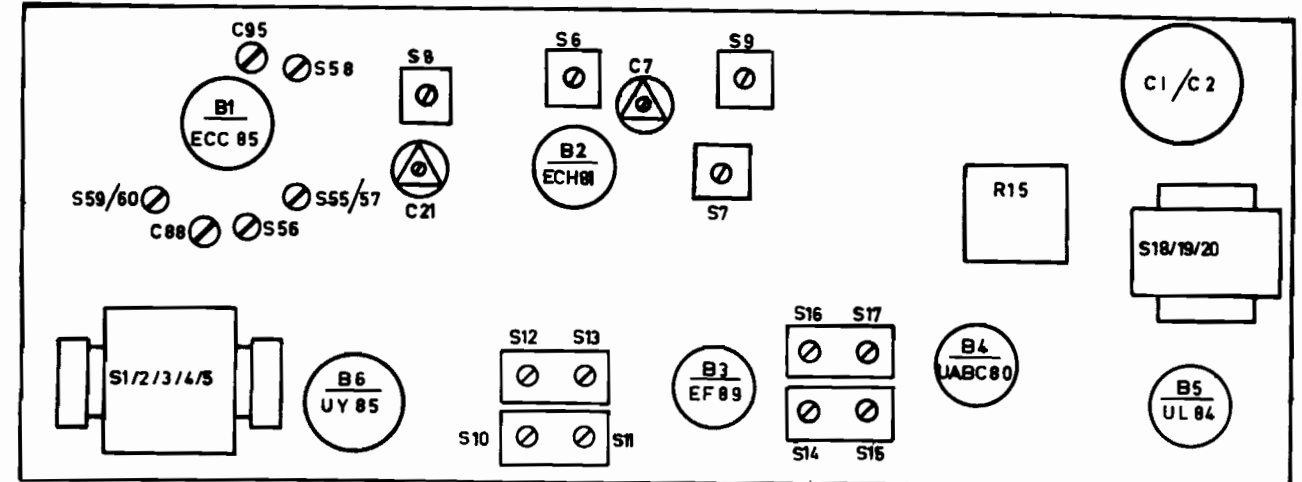 C95
S58
B1
ECC 85
S59/60
C88
S56
S55/57
S8
C21
S6
C7
S9
B2
ECH81
S7
C1/C2
R15
S18/19/20
S1/2/3/4/5
B6
UY 85
S12 S13
S10 S11
B3
EF 89
S16 S17
S14 S15
B4
UABC80
B5
UL 84